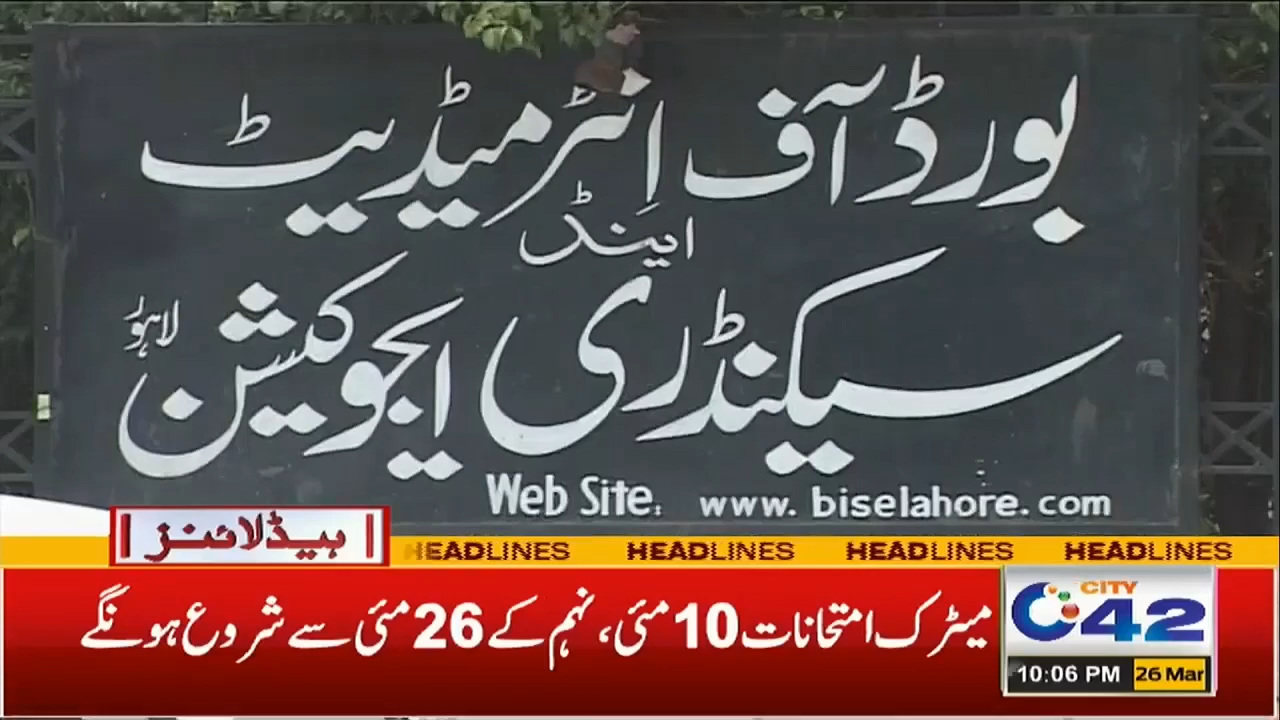 بورڈ آف انٹرمیڈیٹ
اینڈ
سیکنڈری ایجوکیشن لاہور
Web Site: www.biselahore.com
ہیڈلائنز
HEADLINES HEADLINES HEADLINES HEADLINES
میٹرک امتحانات 10 مئی، نہم کے 26 مئی سے شروع ہونگے
CITY
42
10:06 PM 26 Mar